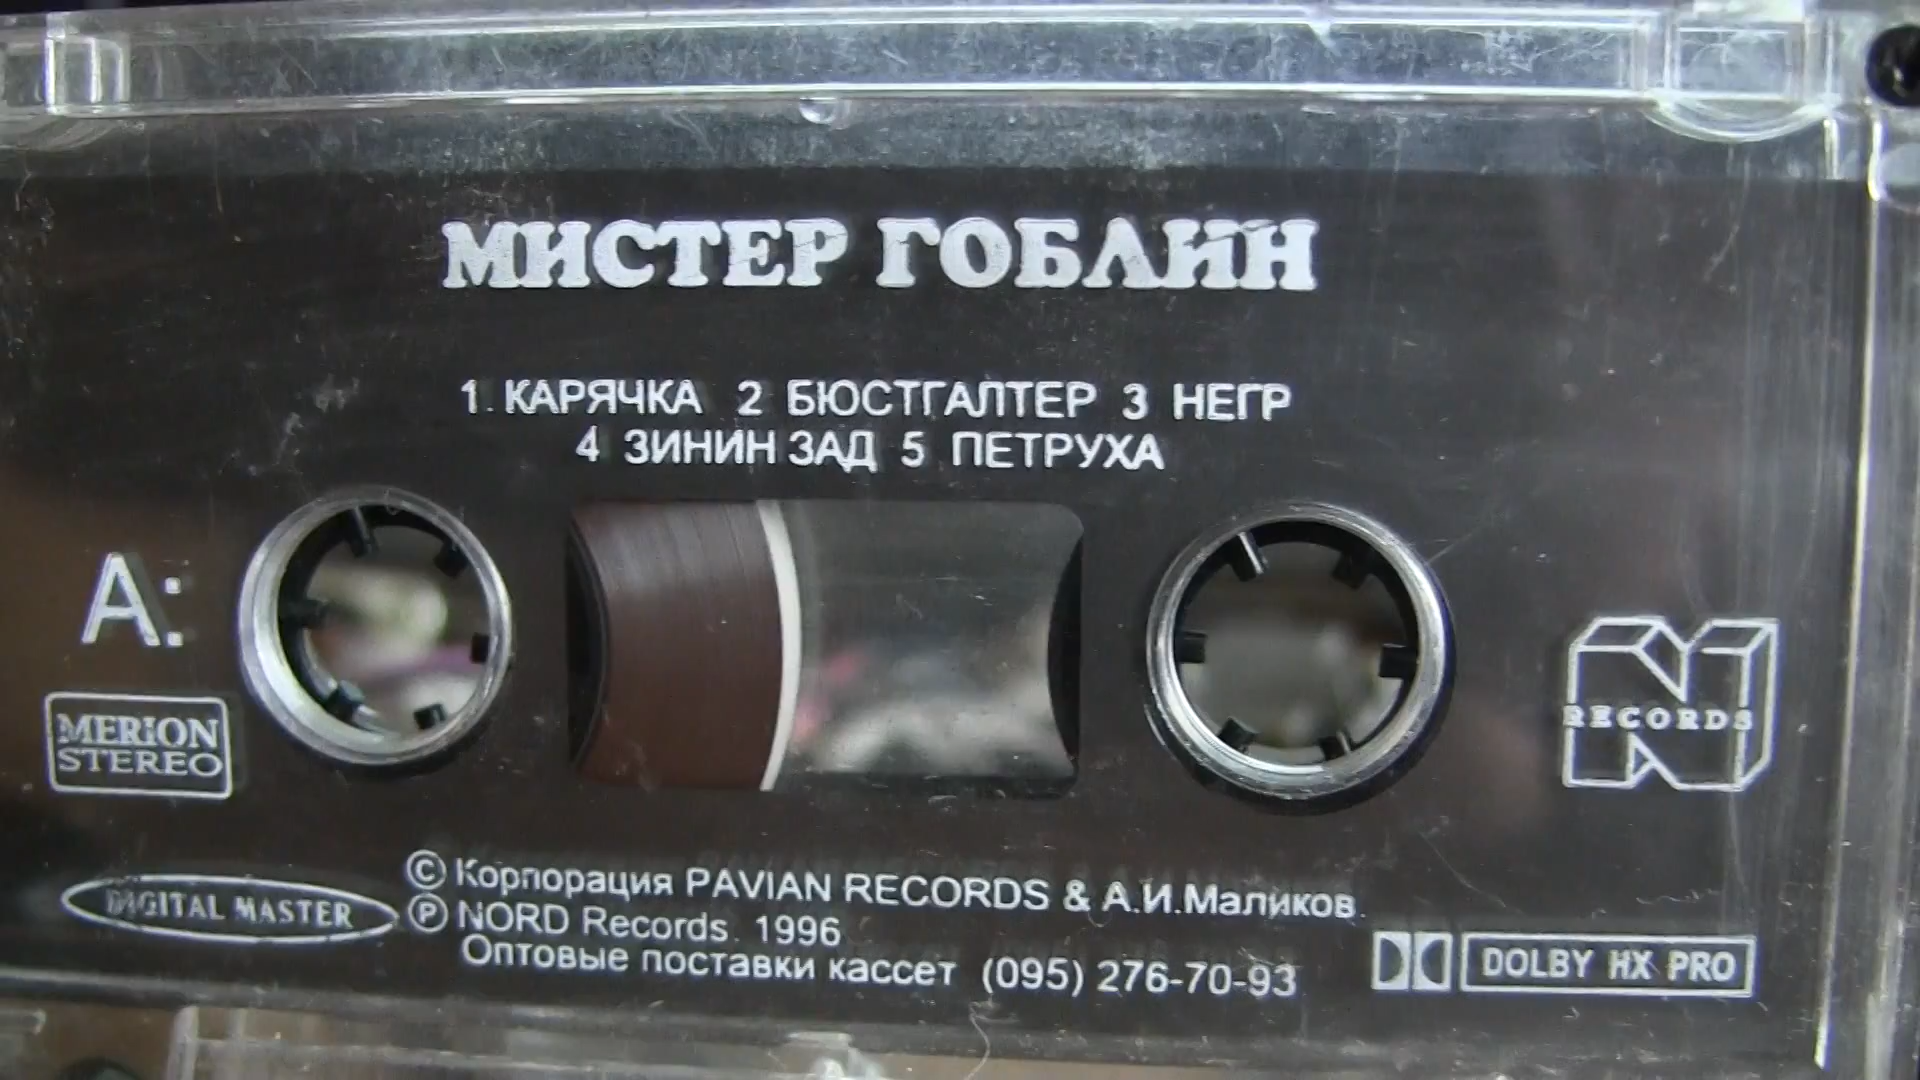 МИСТЕР ГОБЛИН
1. КАРЯЧКА 2 БЮСТГАЛТЕР 3 НЕГР
4 ЗИНИН ЗАД 5 ПЕТРУХА
A:
MERiON
STEREO
RECORDS
DIGITAL MASTER
© Корпорация PAVIAN RECORDS & А.И.Маликов.
℗ NORD Records. 1996
Оптовые поставки кассет (095) 276-70-93
DOLBY HX PRO